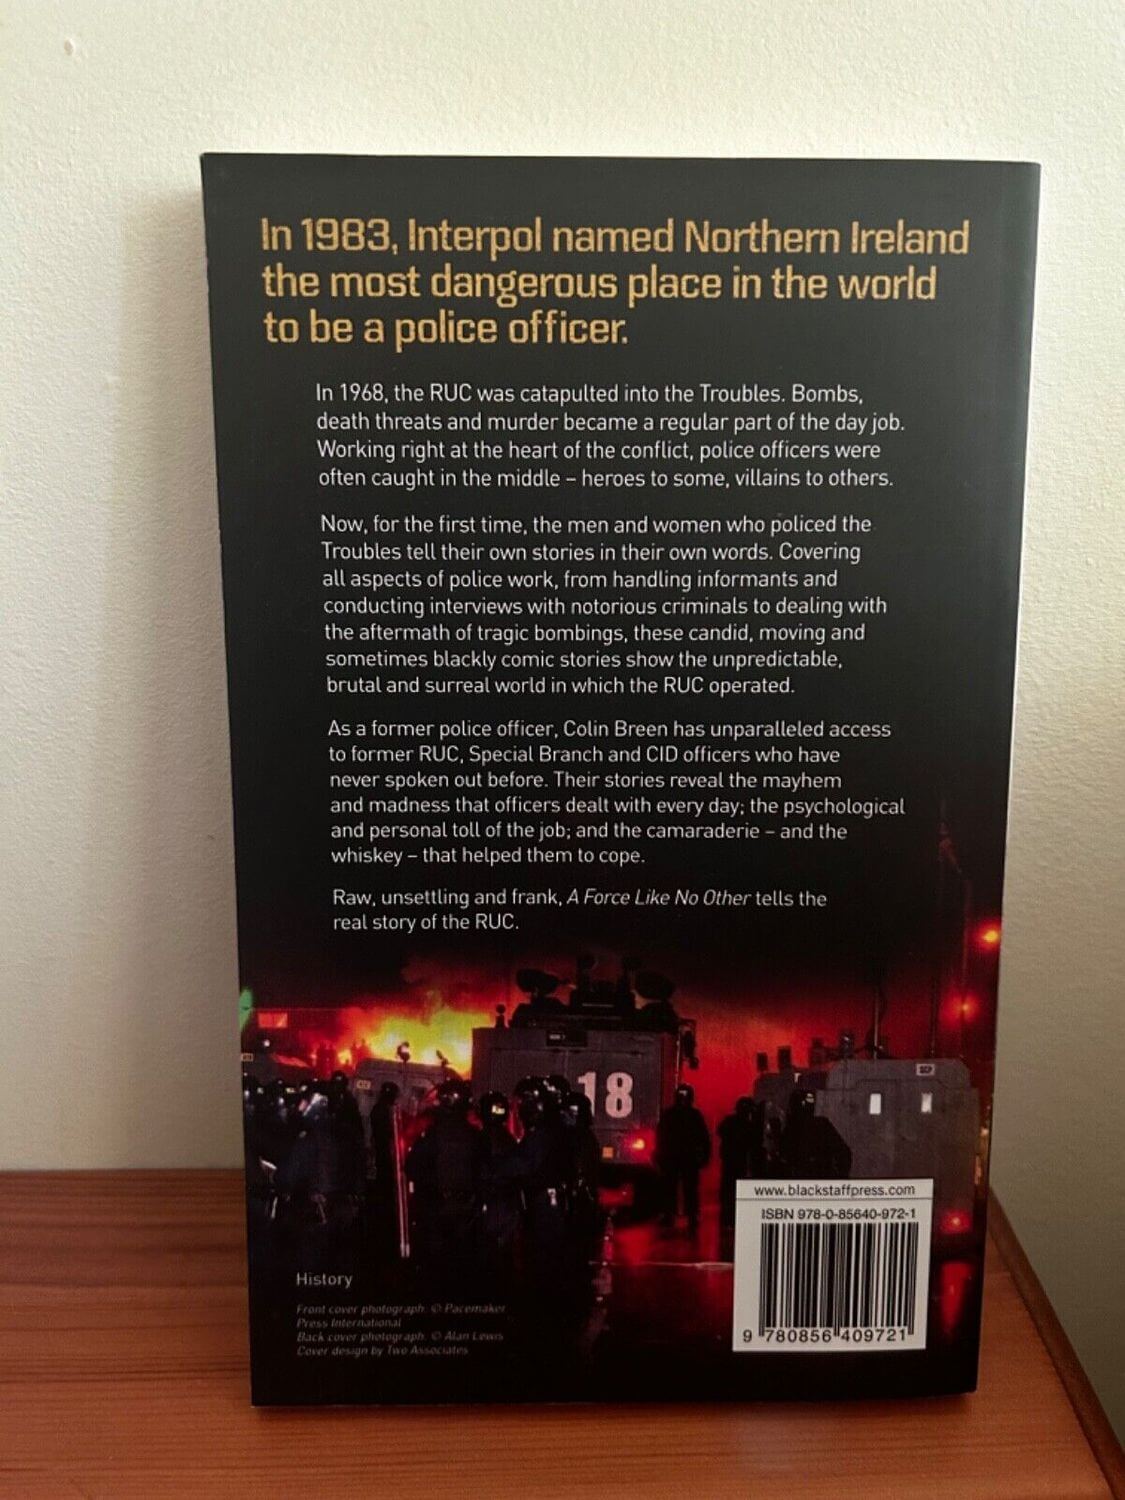 In 1983, Interpol named Northern Ireland
the most dangerous place in the world
to be a police officer.
In 1968, the RUC was catapulted into the Troubles. Bombs,
death threats and murder became a regular part of the day job.
Working right at the heart of the conflict, police officers were
often caught in the middle – heroes to some, villains to others.
Now, for the first time, the men and women who policed the
Troubles tell their own stories in their own words. Covering
all aspects of police work, from handling informants and
conducting interviews with notorious criminals to dealing with
the aftermath of tragic bombings, these candid, moving and
sometimes blackly comic stories show the unpredictable,
brutal and surreal world in which the RUC operated.
As a former police officer, Colin Breen has unparalleled access
to former RUC, Special Branch and CID officers who have
never spoken out before. Their stories reveal the mayhem
and madness that officers dealt with every day; the psychological
and personal toll of the job; and the camaraderie – and the
whiskey – that helped them to cope.
Raw, unsettling and frank, A Force Like No Other tells the
real story of the RUC.
18
www.blackstaffpress.com
ISBN 978-0-85640-972-1
9 780856 409721
History
Front cover photograph: © Pacemaker
Press International
Back cover photograph: © Alan Lewis
Cover design by Two Associates